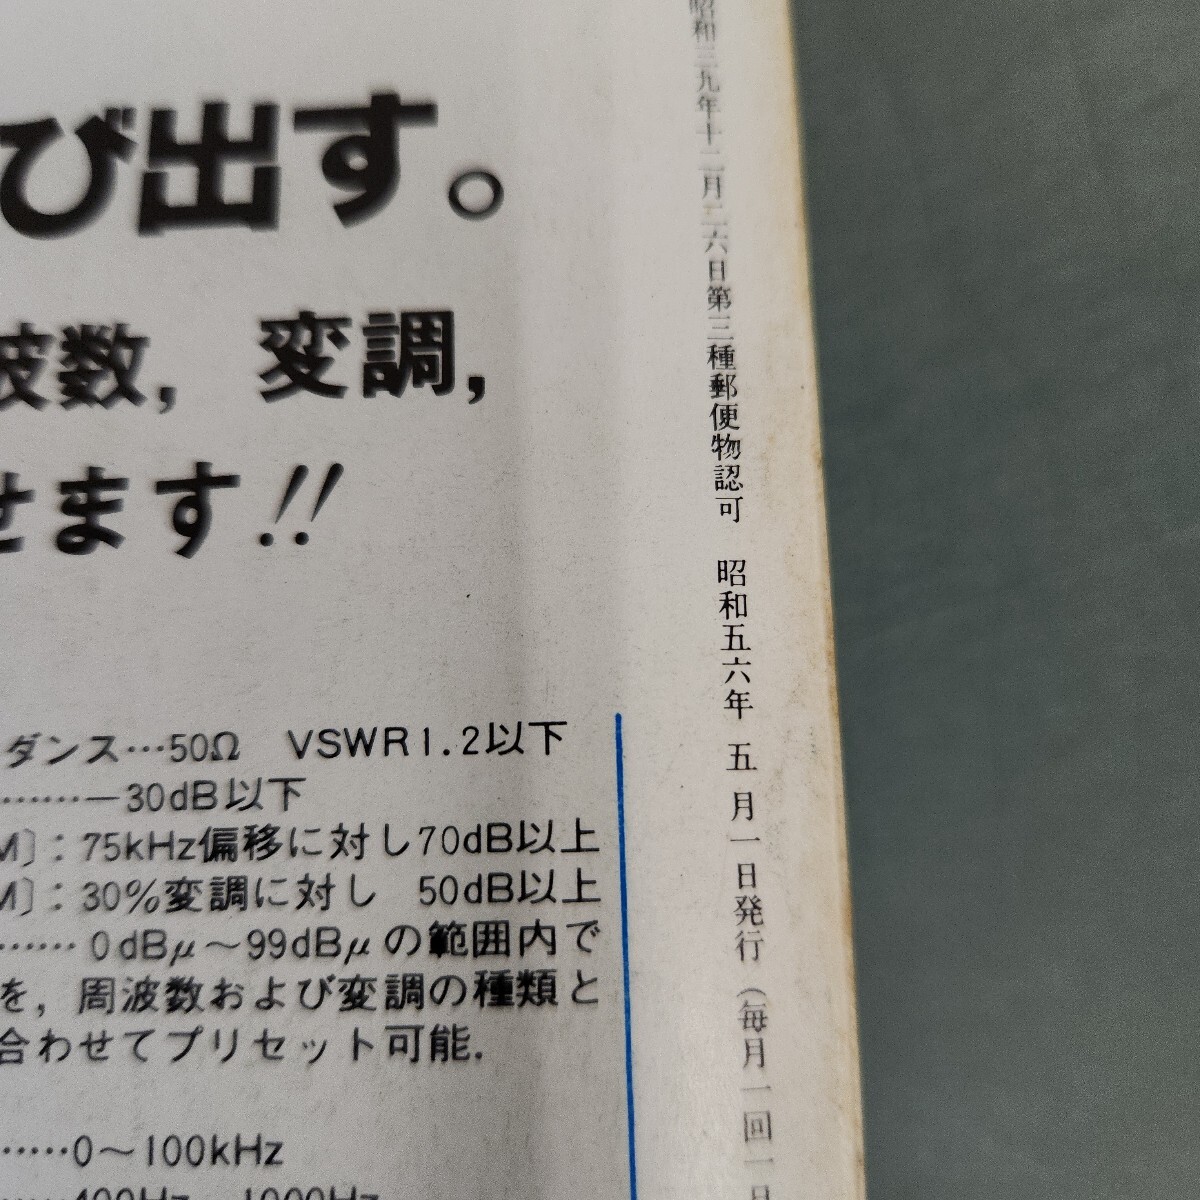 び出す。
波数，変調，
せます!!
ダンス…50Ω VSWR1.2以下
……−30dB以下
M〕：75kHz偏移に対し70dB以上
M〕：30%変調に対し 50dB以上
……0dBμ～99dBμの範囲内で
を，周波数および変調の種類と
合わせてプリセット可能.
……0～100kHz
……400Hz 1000Hz
昭和三九年十二月二六日第三種郵便物認可 昭和五六年 五 月一日発行（毎月一回一日